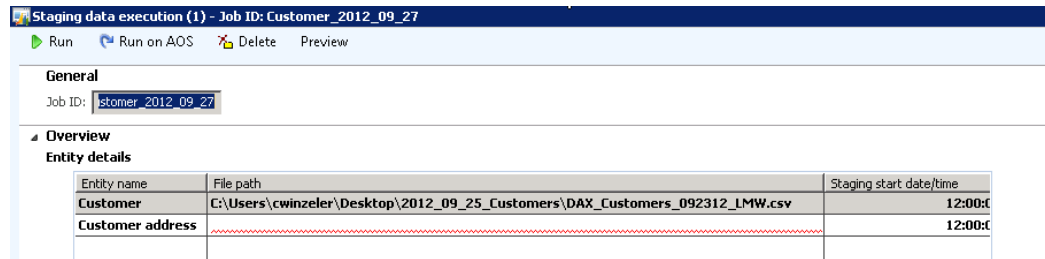 Staging data execution (1) - Job ID: Customer_2012_09_27
Run Run on AOS Delete Preview
General
Job ID: stomer_2012_09_27
Overview
Entity details
Entity name File path Staging start date/time
Customer C:\Users\cwinzeler\Desktop\2012_09_25_Customers\DAX_Customers_092312_LMW.csv 12:00:0
Customer address 12:00:0